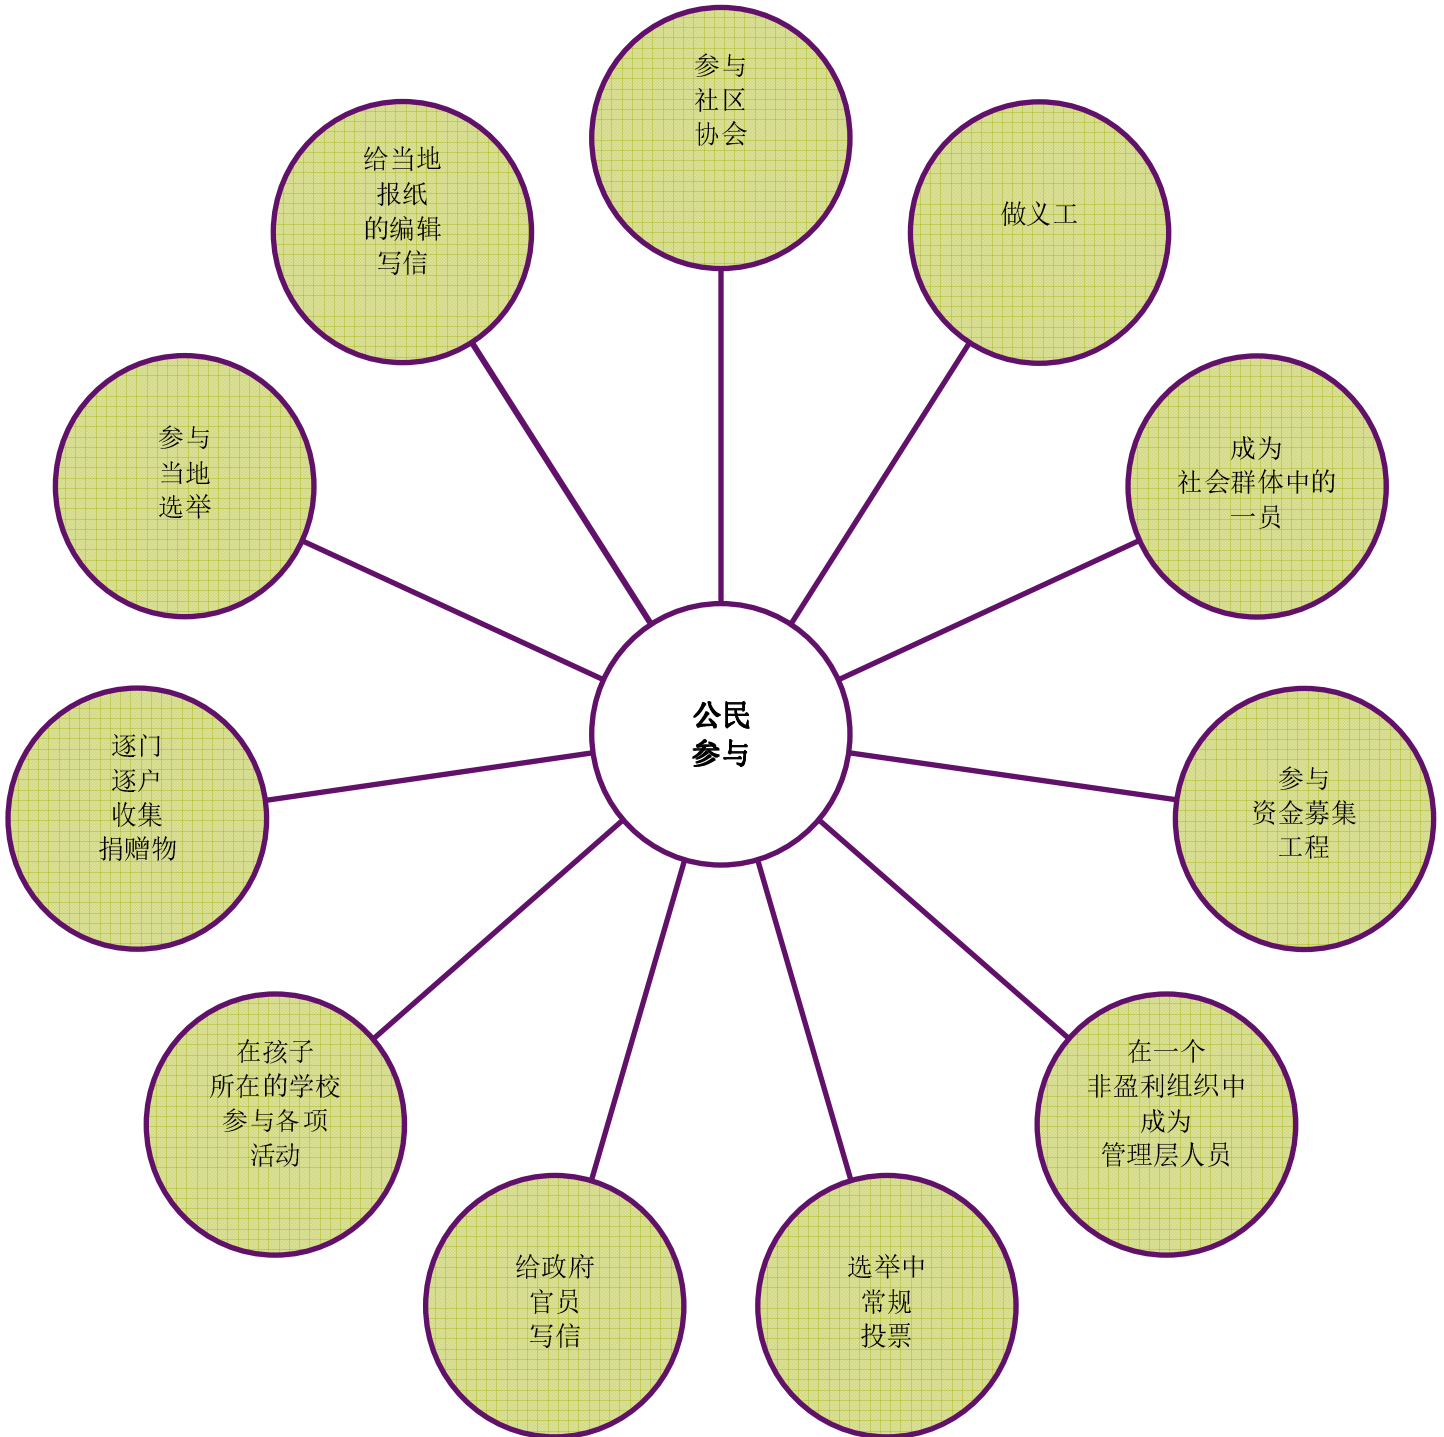 参与
社区
协会
做义工
成为
社会群体中的
一员
参与
资金募集
工程
在一个
非盈利组织中
成为
管理层人员
选举中
常规
投票
给政府
官员
写信
在孩子
所在的学校
参与各项
活动
逐门
逐户
收集
捐赠物
参与
当地
选举
给当地
报纸
的编辑
写信
公民
参与